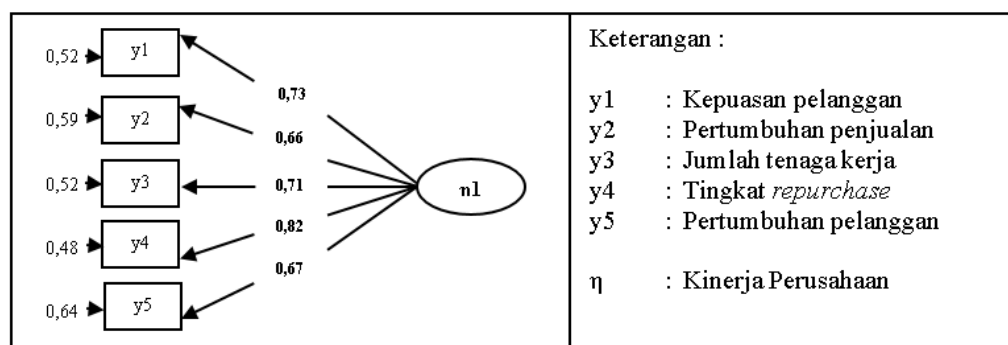 0,52
y1
0,59
y2
0,52
y3
0,48
y4
0,64
y5
0,73
0,66
0,71
0,82
0,67
n1
Keterangan :
y1 : Kepuasan pelanggan
y2 : Pertumbuhan penjualan
y3 : Jumlah tenaga kerja
y4 : Tingkat repurchase
y5 : Pertumbuhan pelanggan
η : Kinerja Perusahaan